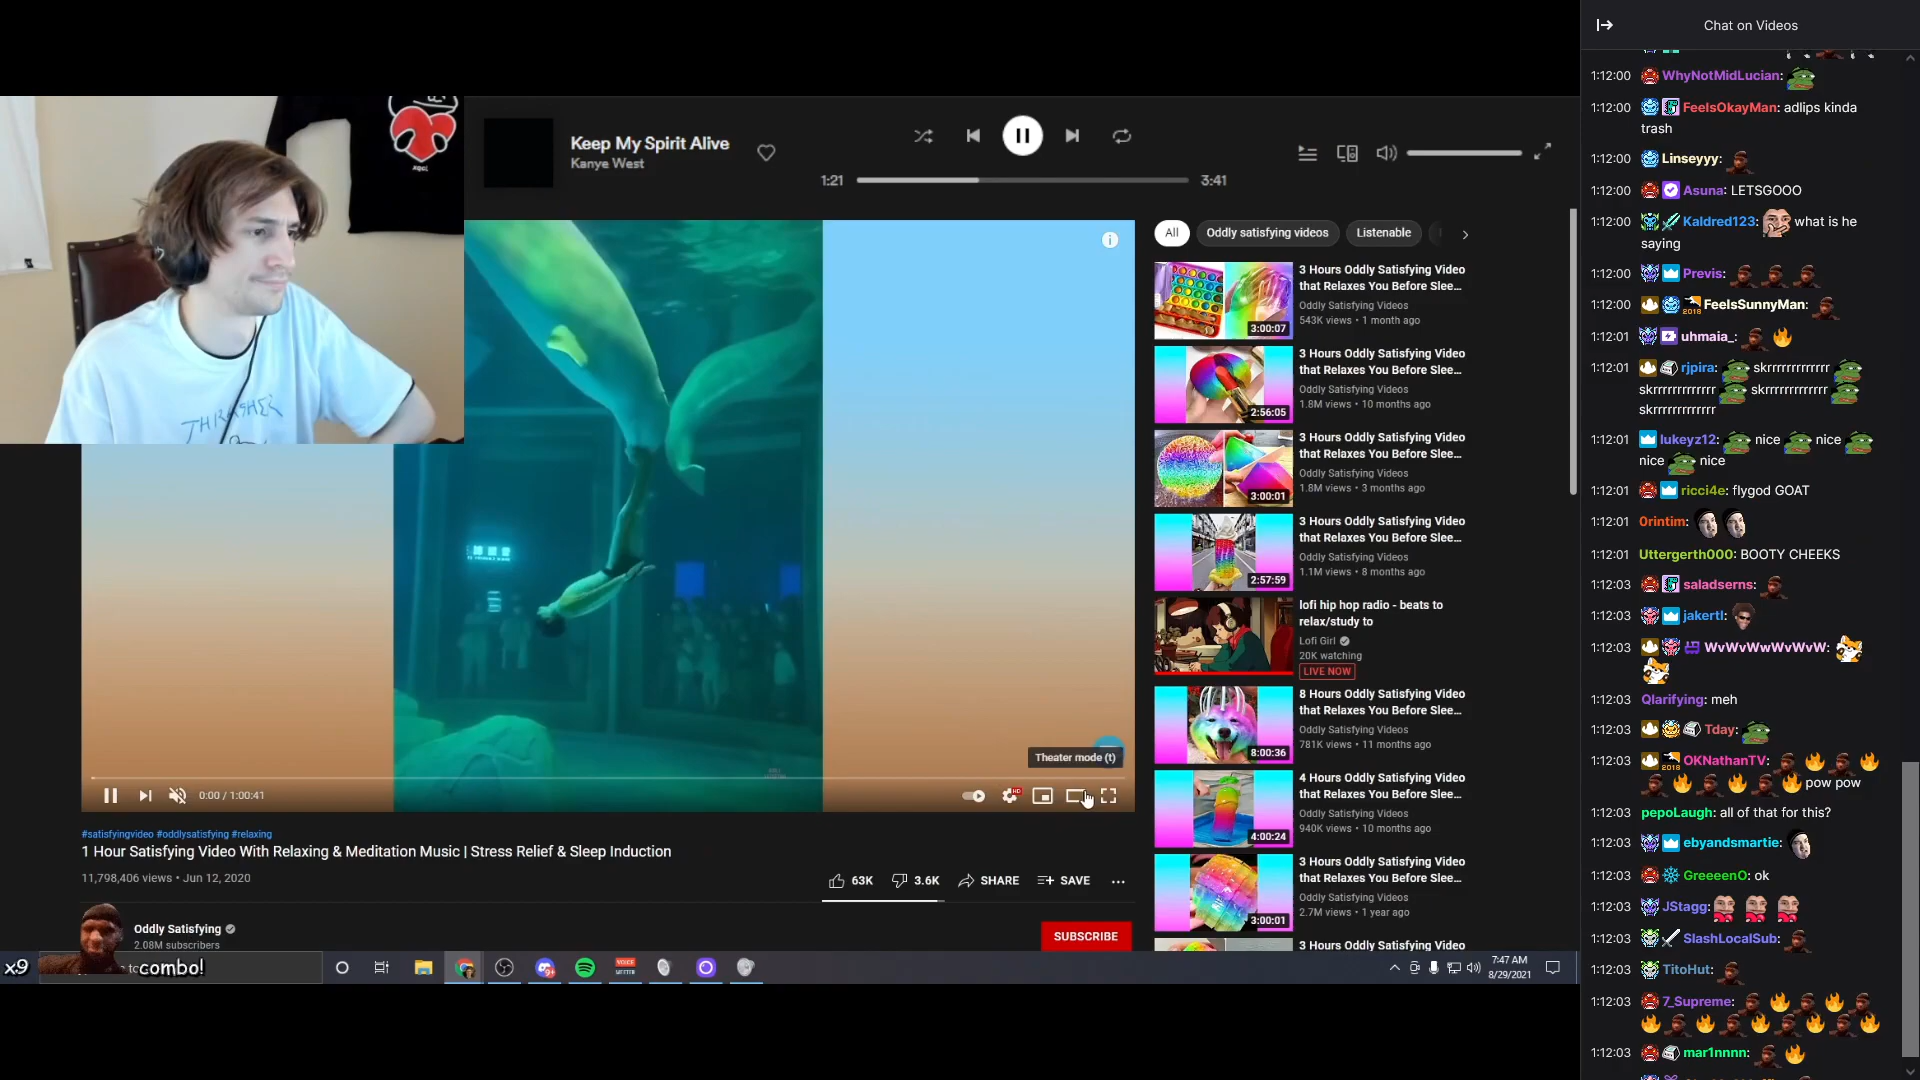 Chat on Videos
Keep My Spirit Alive
Kanye West
1:21
3:41
THRASHER
Theater mode (t)
0:00 / 1:00:41
#satisfyingvideo #oddlysatisfying #relaxing
1 Hour Satisfying Video With Relaxing & Meditation Music | Stress Relief & Sleep Induction
11,798,406 views • Jun 12, 2020
63K
3.6K
SHARE
SAVE
Oddly Satisfying
2.08M subscribers
SUBSCRIBE
All
Oddly satisfying videos
Listenable
3 Hours Oddly Satisfying Video
that Relaxes You Before Slee...
Oddly Satisfying Videos
543K views • 1 month ago
3:00:07
3 Hours Oddly Satisfying Video
that Relaxes You Before Slee...
Oddly Satisfying Videos
1.8M views • 10 months ago
2:56:05
3 Hours Oddly Satisfying Video
that Relaxes You Before Slee...
Oddly Satisfying Videos
1.8M views • 3 months ago
3:00:01
3 Hours Oddly Satisfying Video
that Relaxes You Before Slee...
Oddly Satisfying Videos
1.1M views • 8 months ago
2:57:59
lofi hip hop radio - beats to
relax/study to
Lofi Girl
20K watching
LIVE NOW
8 Hours Oddly Satisfying Video
that Relaxes You Before Slee...
Oddly Satisfying Videos
781K views • 11 months ago
8:00:36
4 Hours Oddly Satisfying Video
that Relaxes You Before Slee...
Oddly Satisfying Videos
940K views • 10 months ago
4:00:24
3 Hours Oddly Satisfying Video
that Relaxes You Before Slee...
Oddly Satisfying Videos
2.7M views • 1 year ago
3:00:01
3 Hours Oddly Satisfying Video
x9
combo!
7:47 AM
8/29/2021
1:12:00 WhyNotMidLucian:
1:12:00 FeelsOkayMan: adlips kinda
trash
1:12:00 Linseyyy:
1:12:00 Asuna: LETSGOOO
1:12:00 Kaldred123: what is he
saying
1:12:00 Previs:
1:12:00 FeelsSunnyMan:
1:12:01 uhmaia_:
1:12:01 rjpira: skrrrrrrrrrrrrr
skrrrrrrrrrrrrr skrrrrrrrrrrrrr
skrrrrrrrrrrrrr
1:12:01 lukeyz12: nice nice
nice nice
1:12:01 ricci4e: flygod GOAT
1:12:01 0rintim:
1:12:01 Uttergerth000: BOOTY CHEEKS
1:12:03 saladserns:
1:12:03 jakertl:
1:12:03 WvWvWwWvWvW:
1:12:03 Qlarifying: meh
1:12:03 Tday:
1:12:03 OKNathanTV:
pow pow
1:12:03 pepoLaugh: all of that for this?
1:12:03 ebyandsmartie:
1:12:03 GreeeenO: ok
1:12:03 JStagg:
1:12:03 SlashLocalSub:
1:12:03 TitoHut:
1:12:03 7_Supreme:
1:12:03 mar1nnnn: